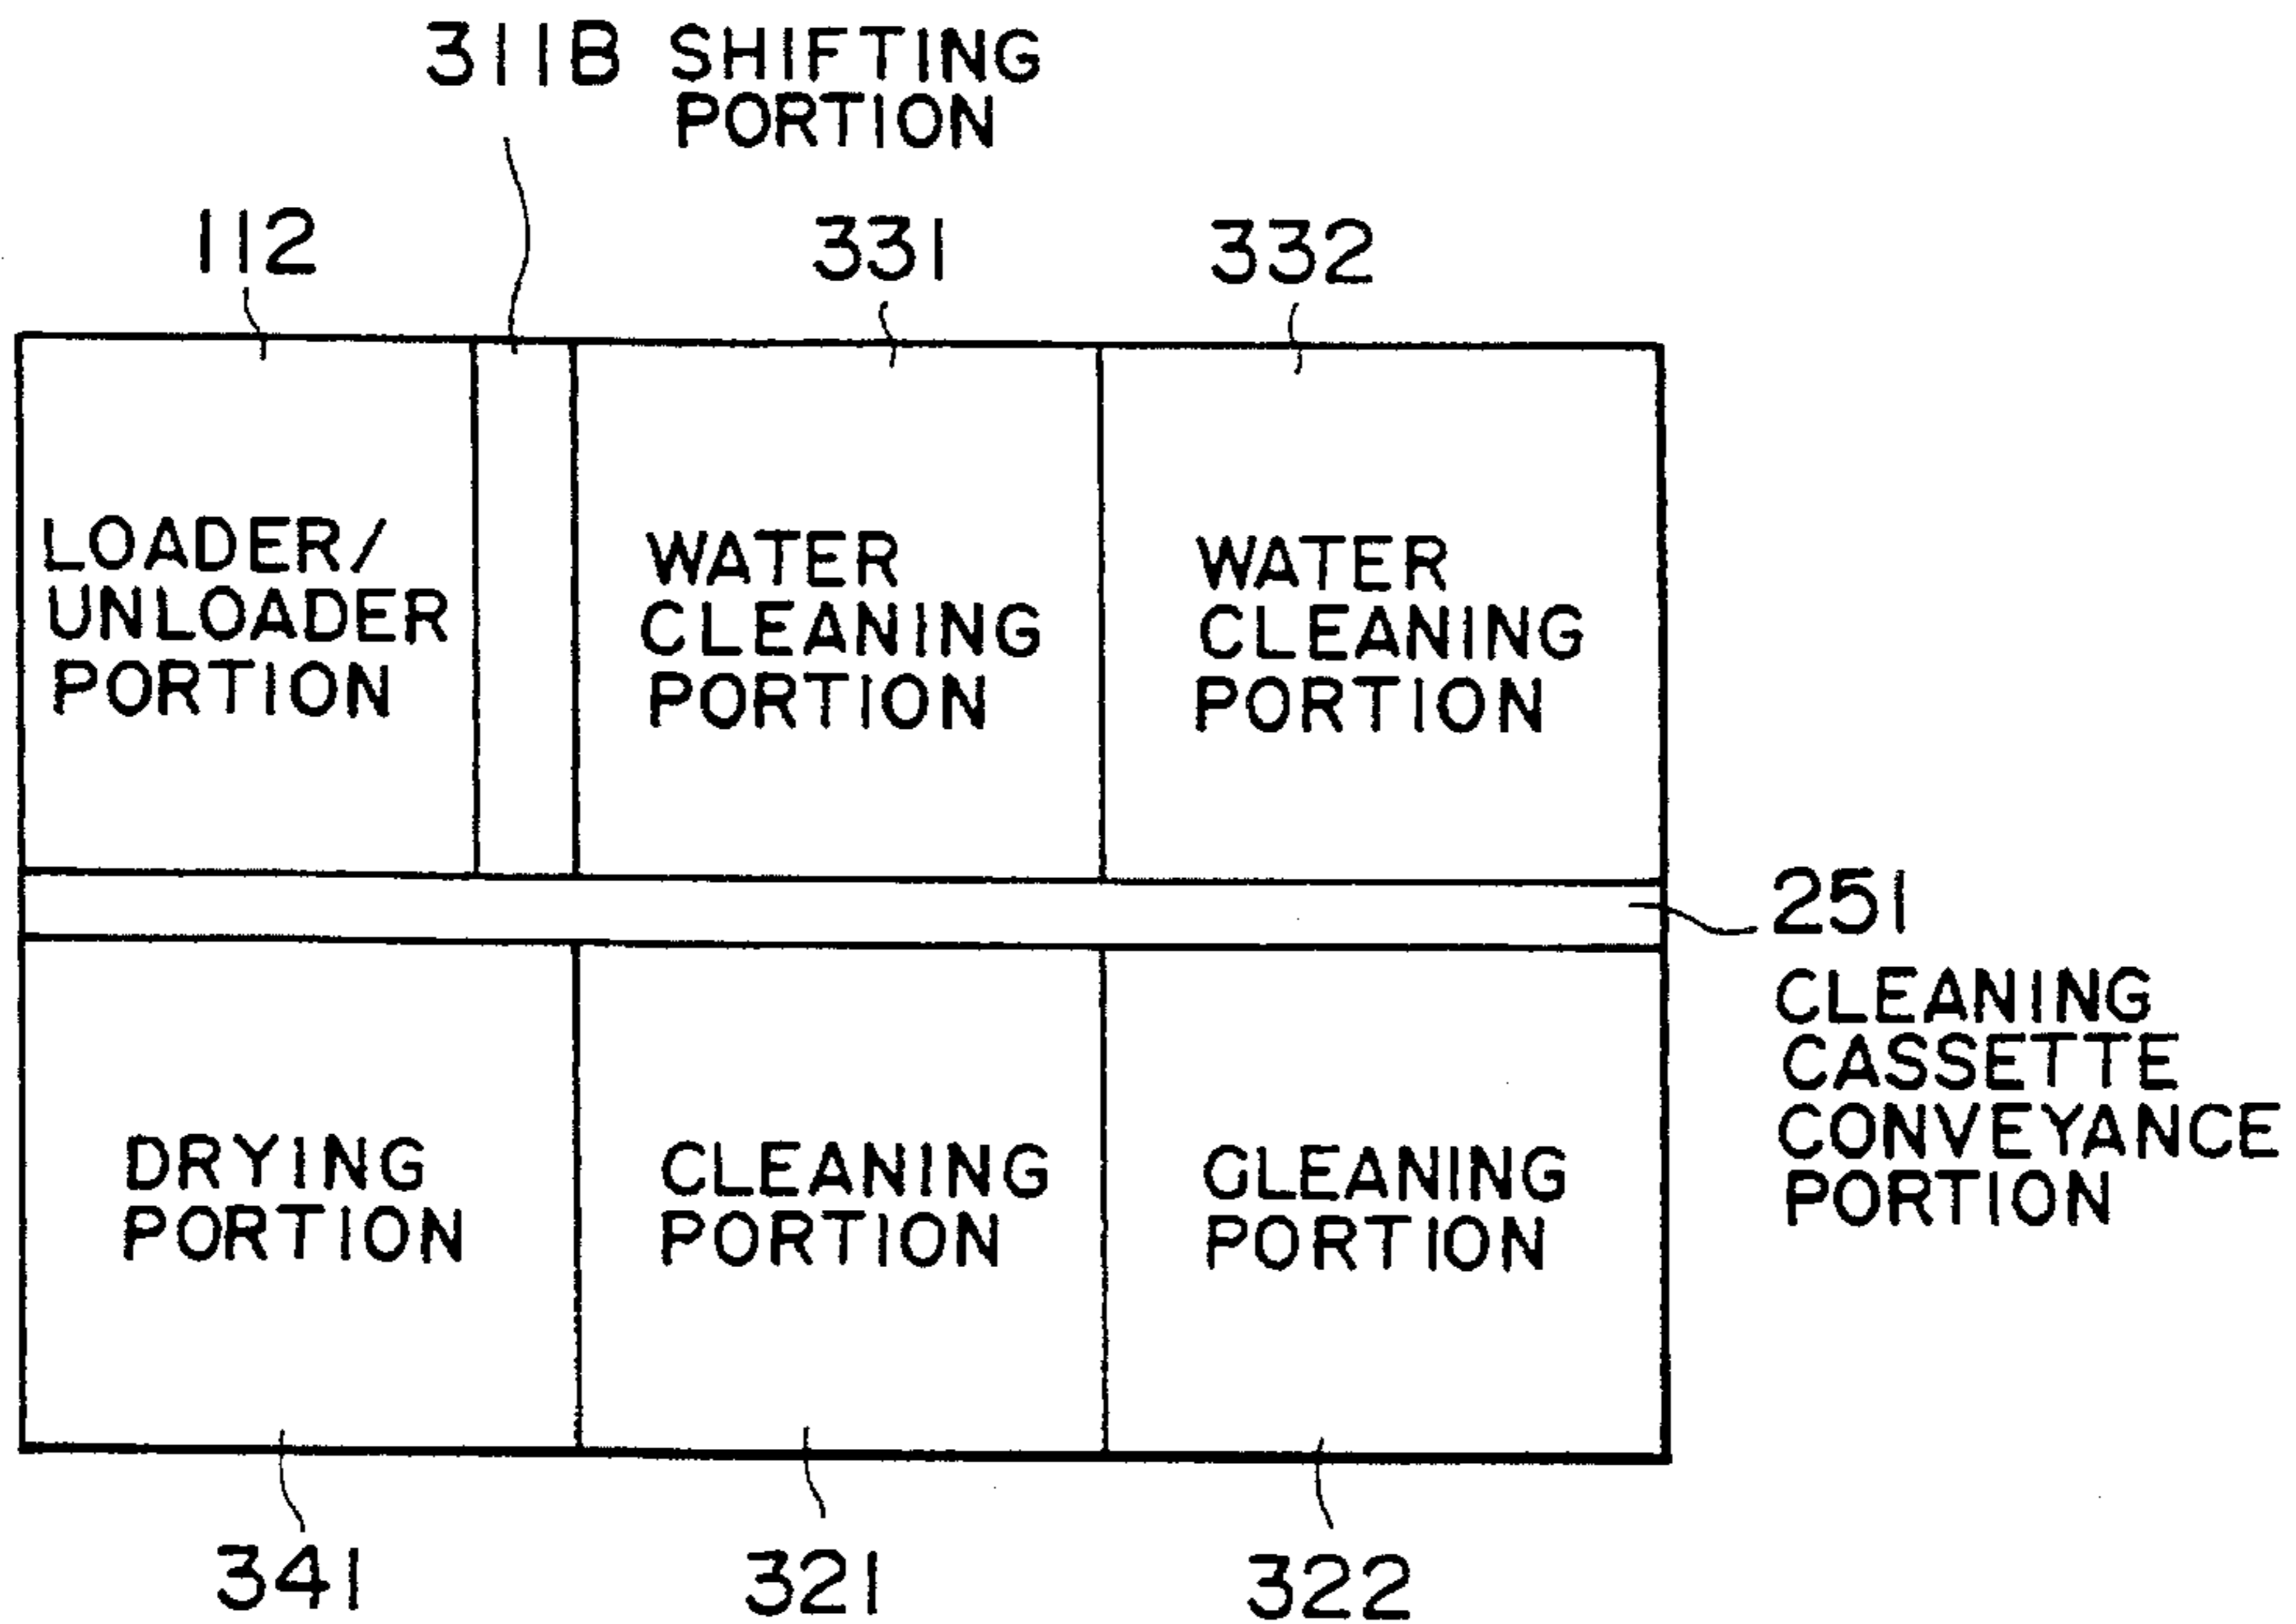 311B SHIFTING
PORTION
112
331
332
LOADER/
UNLOADER
PORTION
WATER
CLEANING
PORTION
WATER
CLEANING
PORTION
251
CLEANING
CASSETTE
CONVEYANCE
PORTION
DRYING
PORTION
CLEANING
PORTION
CLEANING
PORTION
341
321
322